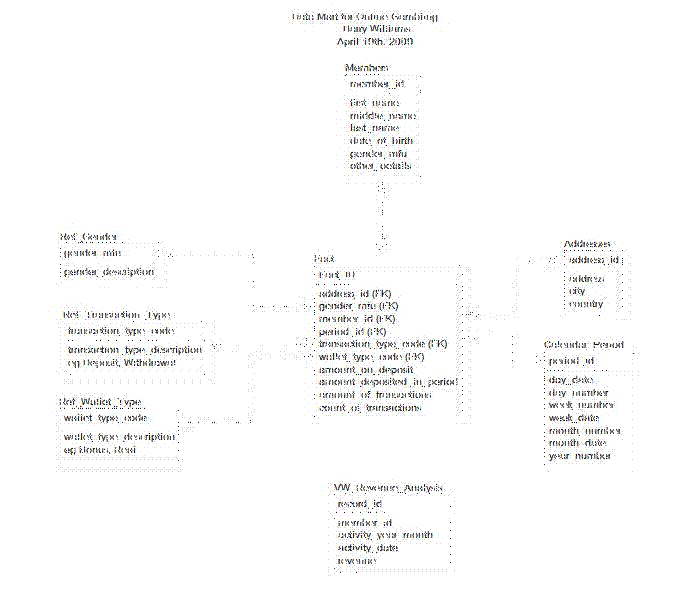 Data Mart for Online Gambling
Barry Williams
April 19th. 2009
Members
member_id
first_name
middle_name
last_name
date_of_birth
gender_mfu
other_details
Ref_Gender
gender_mfu
gender_description
Fact
Fact_ID
address_id (FK)
gender_mfu (FK)
member_id (FK)
period_id (FK)
transaction_type_code (FK)
wallet_type_code (FK)
amount_on_deposit
amount_deposited_in_period
amount_of_transactions
count_of_transactions
Addresses
address_id
address
city
country
Ref_Transaction_Type
transaction_type_code
transaction_type_description
eg Deposit, Withdrawal
Calendar_Period
period_id
day_date
day_number
week_number
week_date
month_number
month_date
year_number
Ref_Wallet_Type
wallet_type_code
wallet_type_description
eg Bonus, Real
VW_Revenue_Analysis
record_id
member_id
activity_year_month
activity_date
revenue